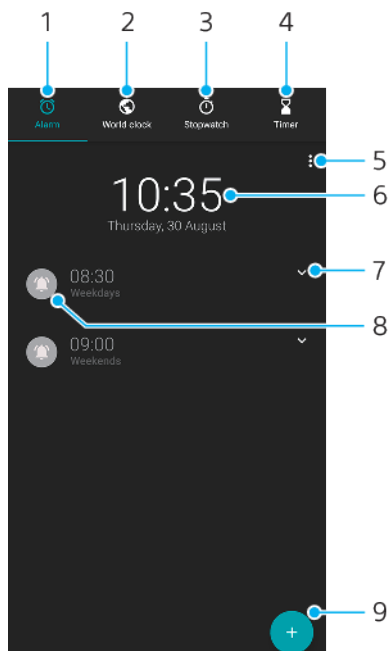 1 2 3 4
Alarm World clock Stopwatch Timer
5
10:35
6
Thursday, 30 August
08:30
7
Weekdays
8
09:00
Weekends
9
+